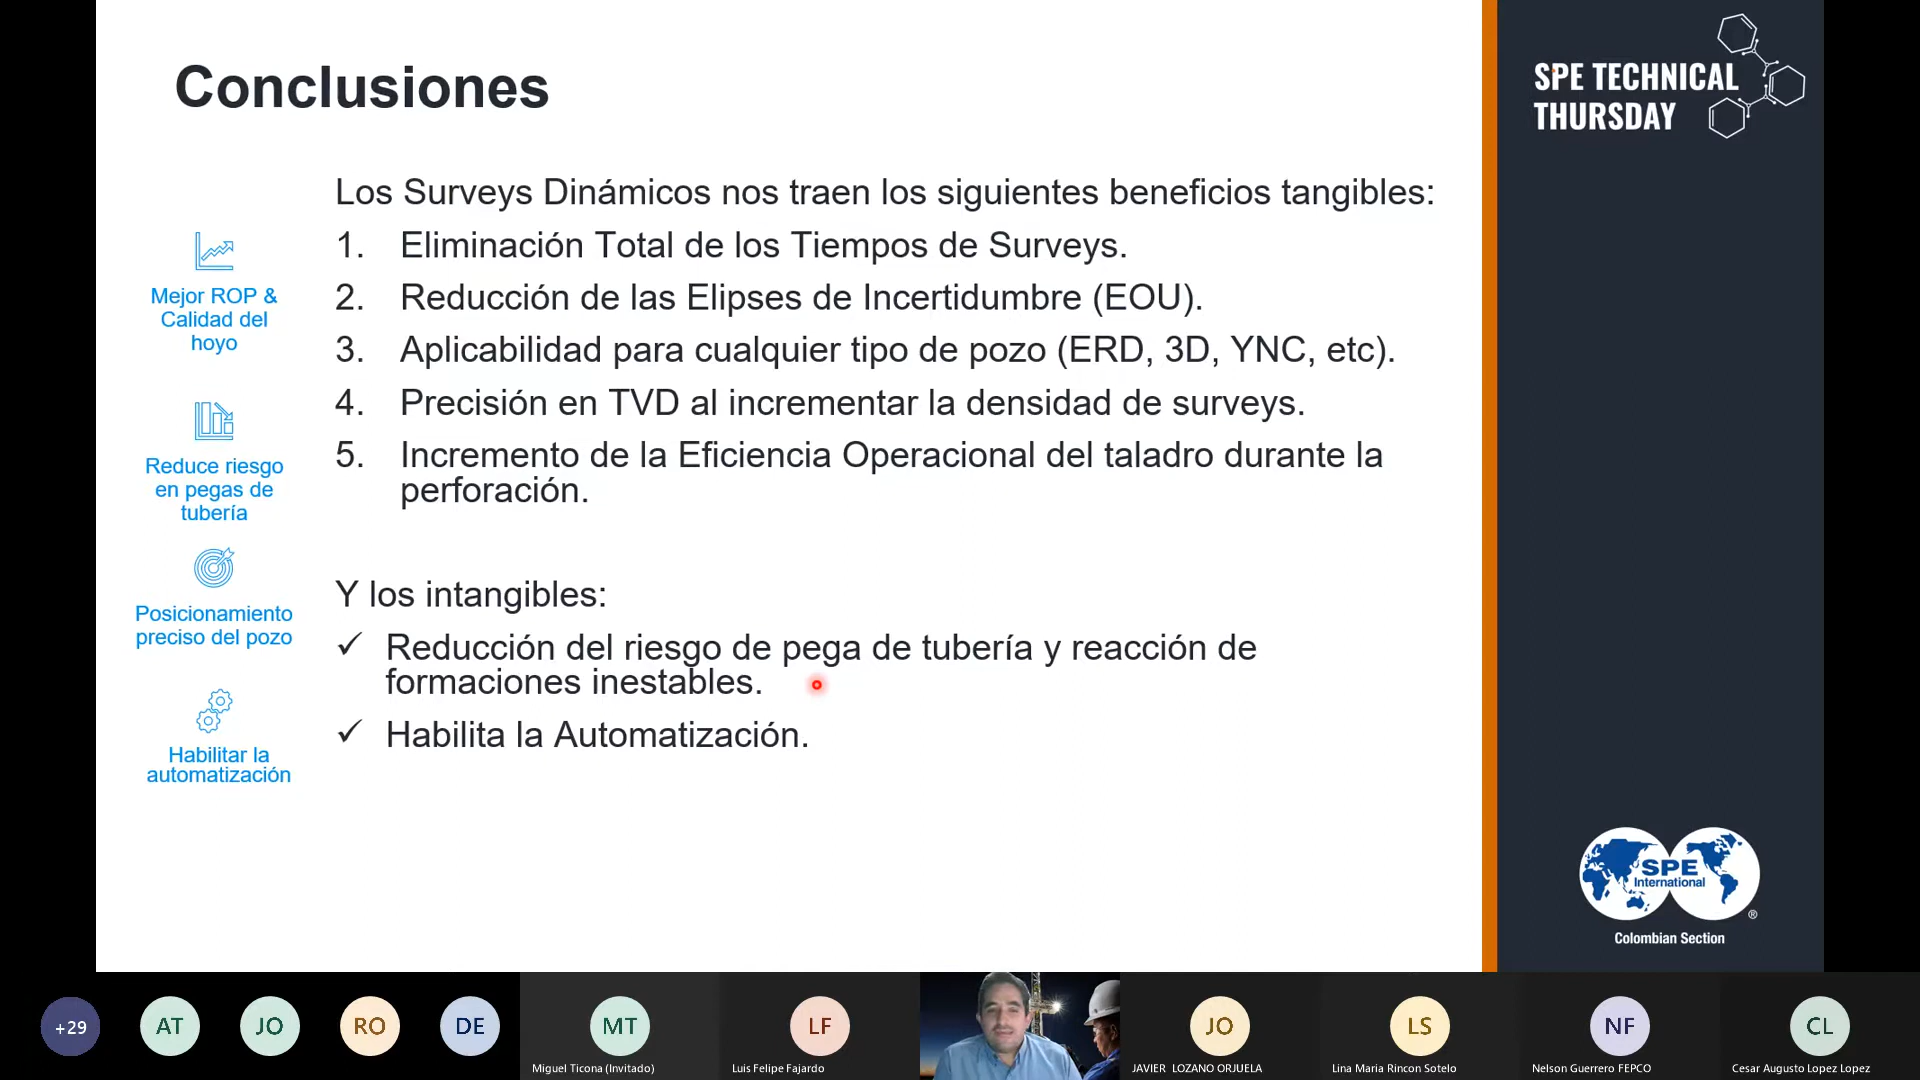 Conclusiones
Los Surveys Dinámicos nos traen los siguientes beneficios tangibles:
1. Eliminación Total de los Tiempos de Surveys.
2. Reducción de las Elipses de Incertidumbre (EOU).
3. Aplicabilidad para cualquier tipo de pozo (ERD, 3D, YNC, etc).
4. Precisión en TVD al incrementar la densidad de surveys.
5. Incremento de la Eficiencia Operacional del taladro durante la
perforación.
Y los intangibles:
✓ Reducción del riesgo de pega de tubería y reacción de
formaciones inestables.
✓ Habilita la Automatización.
Mejor ROP &
Calidad del
hoyo
Reduce riesgo
en pegas de
tubería
Posicionamiento
preciso del pozo
Habilitar la
automatización
SPE TECHNICAL
THURSDAY
SPE
International
®
Colombian Section
+29
AT
JO
RO
DE
MT
Miguel Ticona (Invitado)
LF
Luis Felipe Fajardo
JO
JAVIER LOZANO ORJUELA
LS
Lina Maria Rincon Sotelo
NF
Nelson Guerrero FEPCO
CL
Cesar Augusto Lopez Lopez